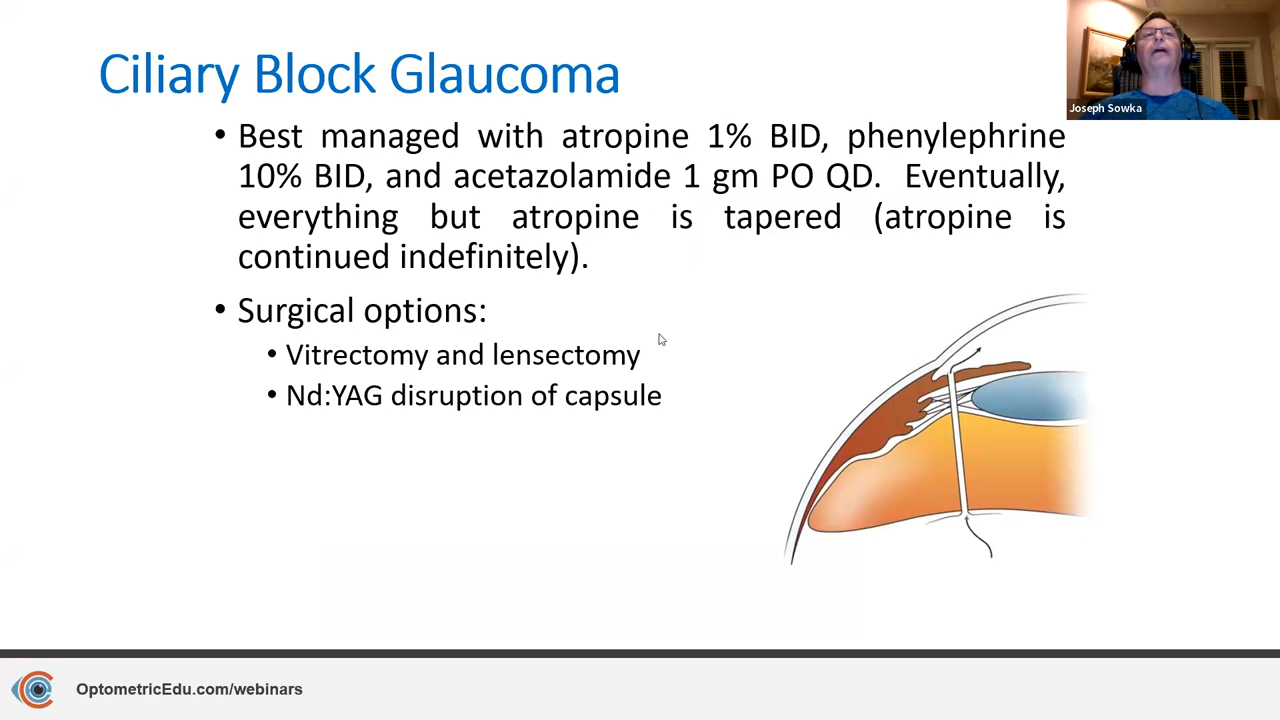 Ciliary Block Glaucoma
Joseph Sowka
• Best managed with atropine 1% BID, phenylephrine
10% BID, and acetazolamide 1 gm PO QD. Eventually,
everything but atropine is tapered (atropine is
continued indefinitely).
• Surgical options:
• Vitrectomy and lensectomy
• Nd:YAG disruption of capsule
OptometricEdu.com/webinars